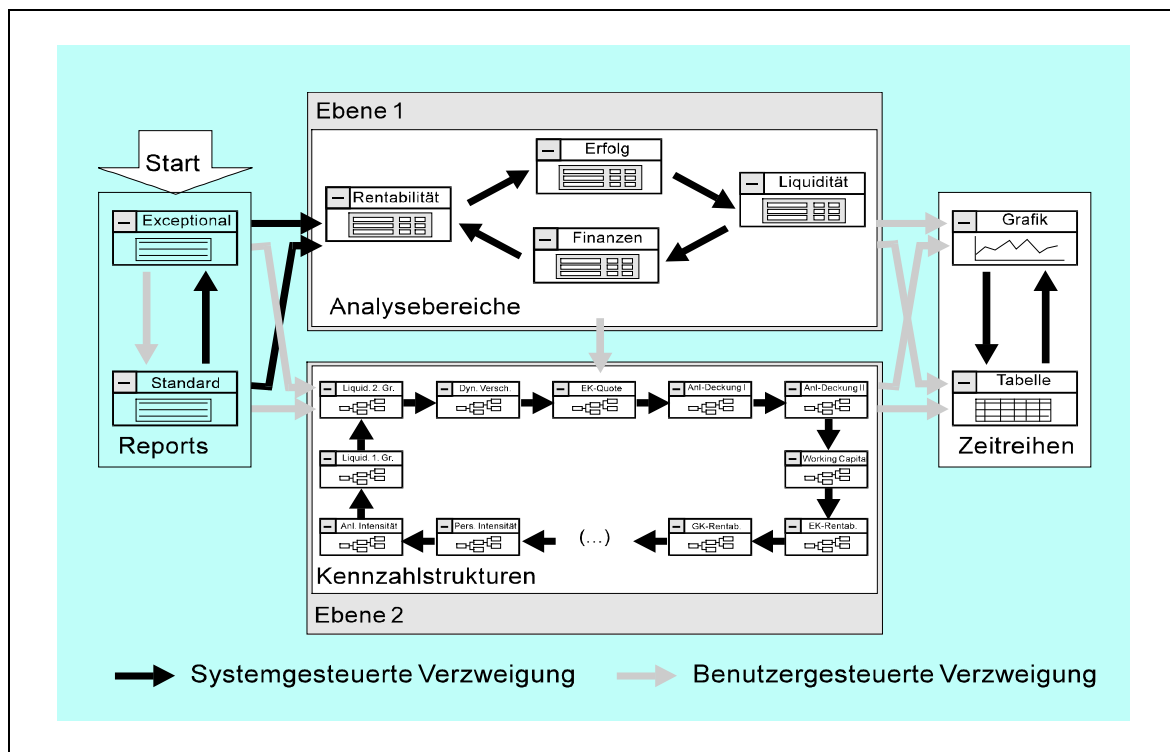 Ebene 1
Start
Erfolg
Rentabilität
Liquidität
Exceptional
Finanzen
Grafik
Analysebereiche
Standard
Liquid. 2. Gr.
Dyn. Versch.
EK-Quote
Anl-Deckung I
Anl-Deckung II
Tabelle
Reports
Liquid. 1. Gr.
Working Capita
Zeitreihen
Anl. Intensität
Pers. Intensität
(...)
GK-Rentab.
EK-Rentab.
Kennzahlstrukturen
Ebene 2
Systemgesteuerte Verzweigung
Benutzergesteuerte Verzweigung